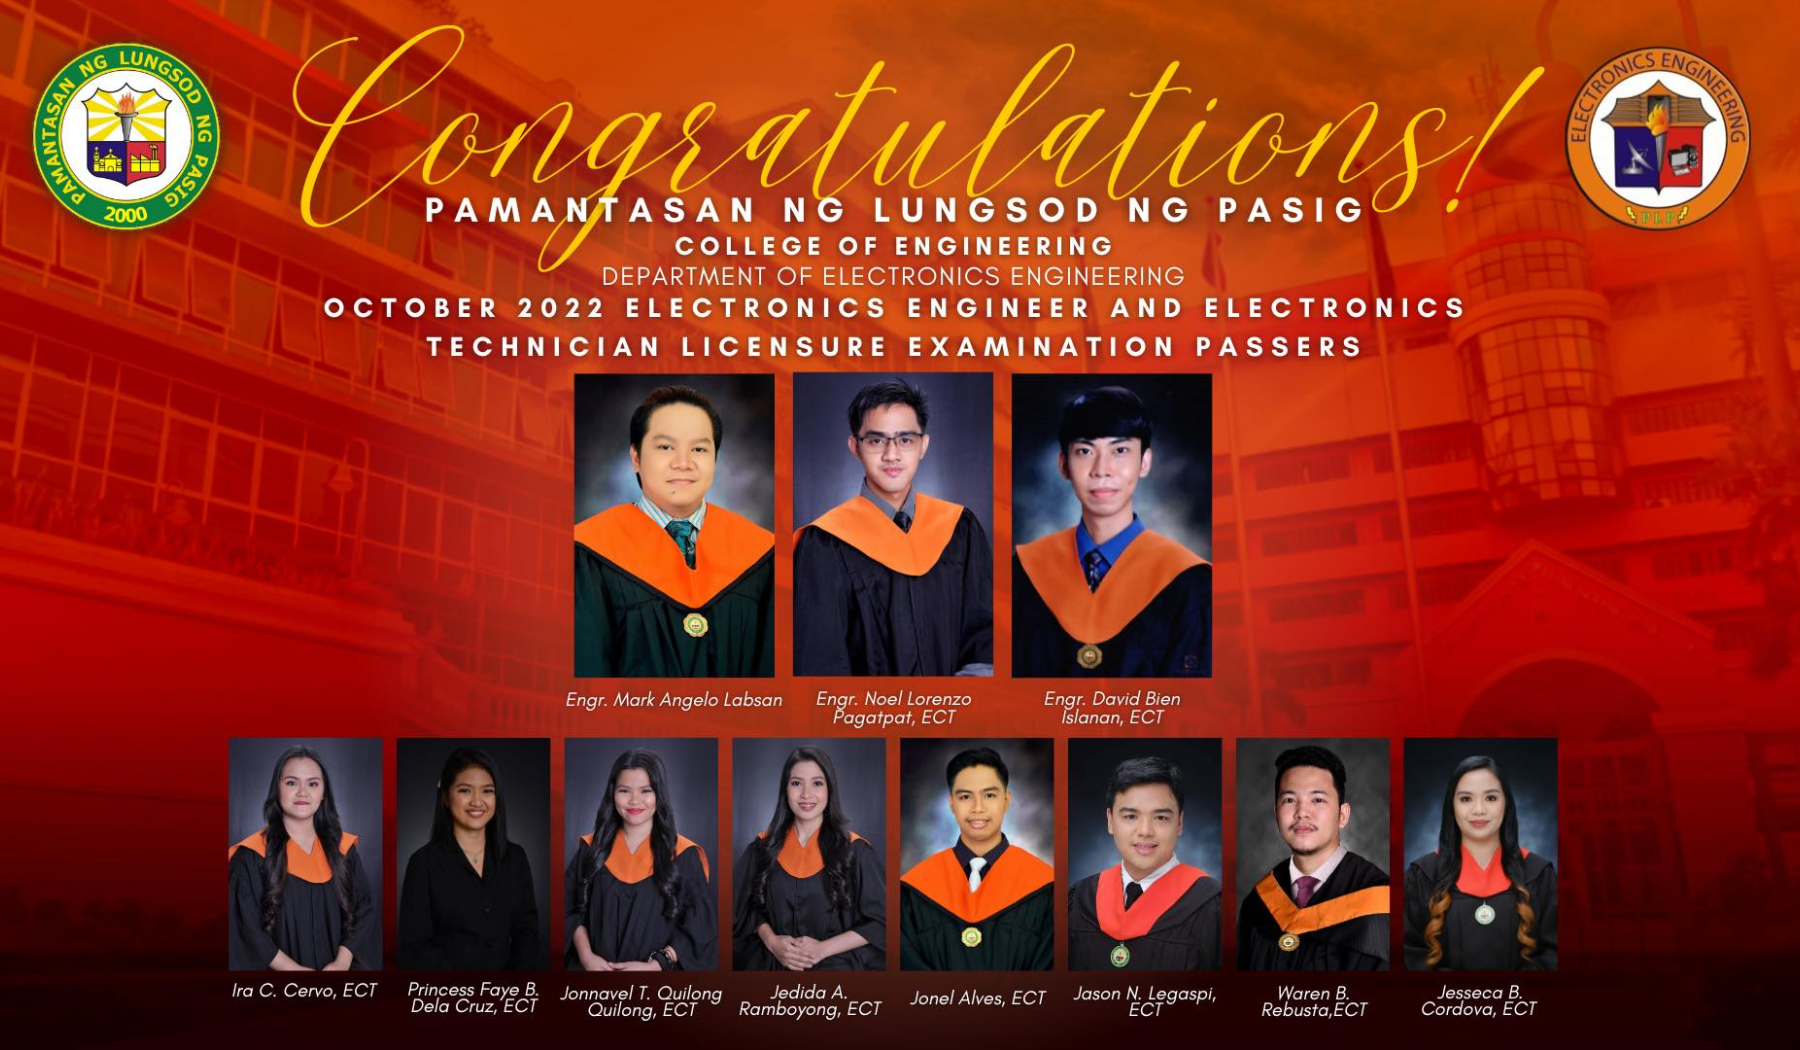 Congratulations!
PAMANTASAN NG LUNGSOD NG PASIG
2000
ELECTRONICS ENGINEERING
PLP
PAMANTASAN NG LUNGSOD NG PASIG
COLLEGE OF ENGINEERING
DEPARTMENT OF ELECTRONICS ENGINEERING
OCTOBER 2022 ELECTRONICS ENGINEER AND ELECTRONICS
TECHNICIAN LICENSURE EXAMINATION PASSERS
Engr. Mark Angelo Labsan
Engr. Noel Lorenzo
Pagatpat, ECT
Engr. David Bien
Islanan, ECT
Ira C. Cervo, ECT
Princess Faye B.
Dela Cruz, ECT
Jonnavel T. Quilong
Quilong, ECT
Jedida A.
Ramboyong, ECT
Jonel Alves, ECT
Jason N. Legaspi,
ECT
Waren B.
Rebusta,ECT
Jesseca B.
Cordova, ECT